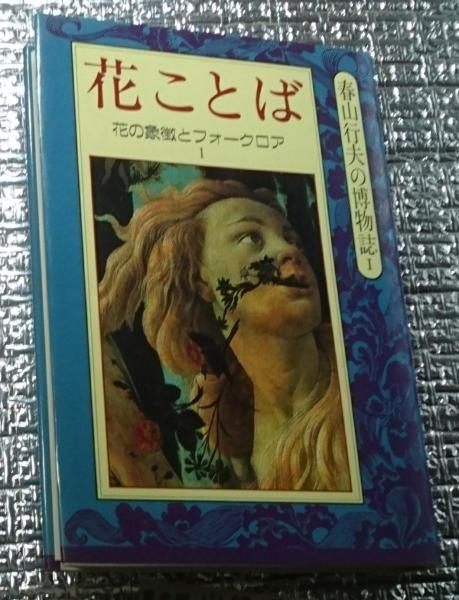 花ことば
花の象徴とフォークロア
1
春山行夫の博物誌 I